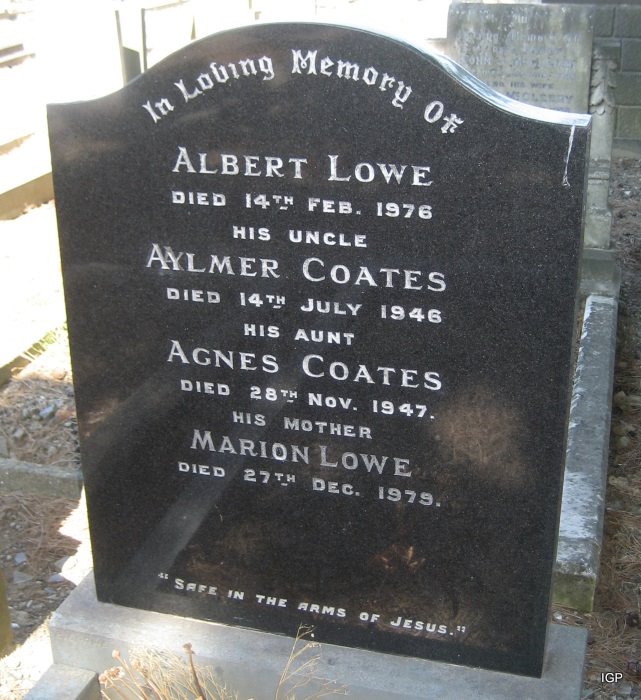 In Loving Memory Of
ALBERT LOWE
DIED 14TH FEB. 1976
HIS UNCLE
AYLMER COATES
DIED 14TH JULY 1946
HIS AUNT
AGNES COATES
DIED 28TH NOV. 1947.
HIS MOTHER
MARION LOWE
DIED 27TH DEC. 1979.
"SAFE IN THE ARMS OF JESUS."
IGP